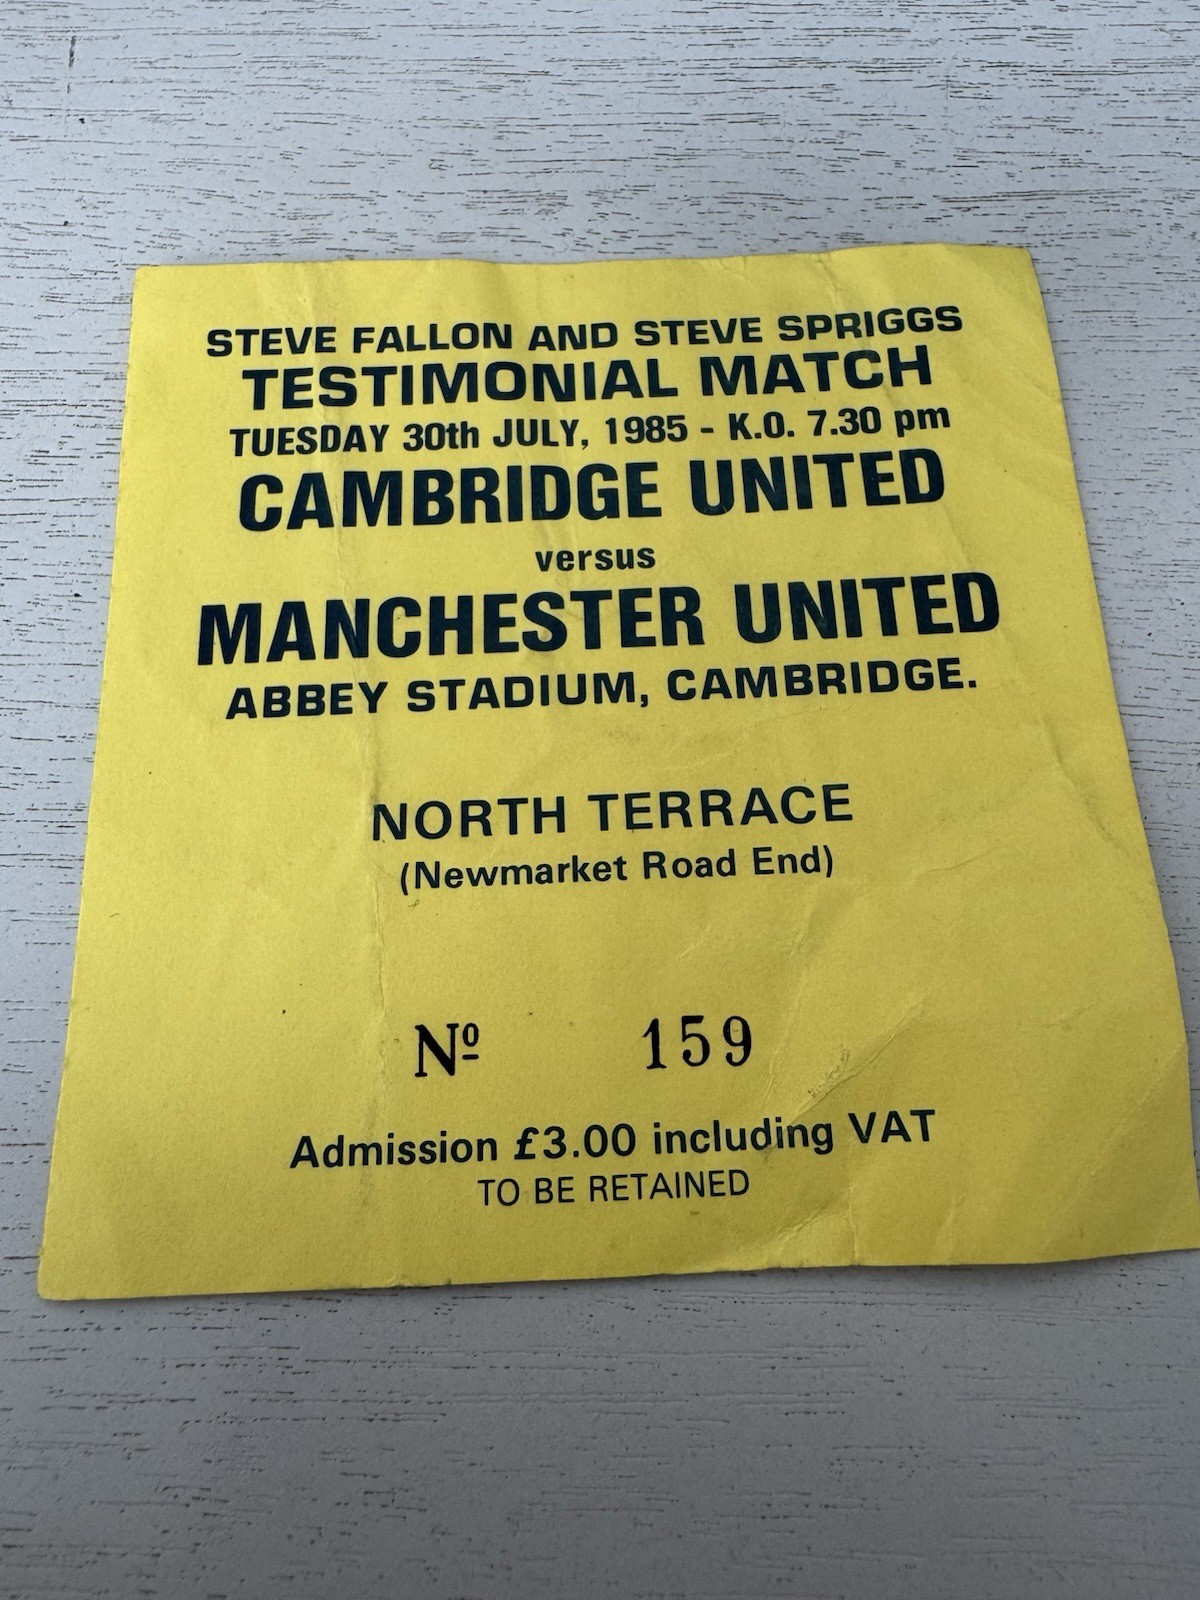 STEVE FALLON AND STEVE SPRIGGS
TESTIMONIAL MATCH
TUESDAY 30th JULY, 1985 - K.O. 7.30 pm
CAMBRIDGE UNITED
versus
MANCHESTER UNITED
ABBEY STADIUM, CAMBRIDGE.
NORTH TERRACE
(Newmarket Road End)
Nº 159
Admission £3.00 including VAT
TO BE RETAINED